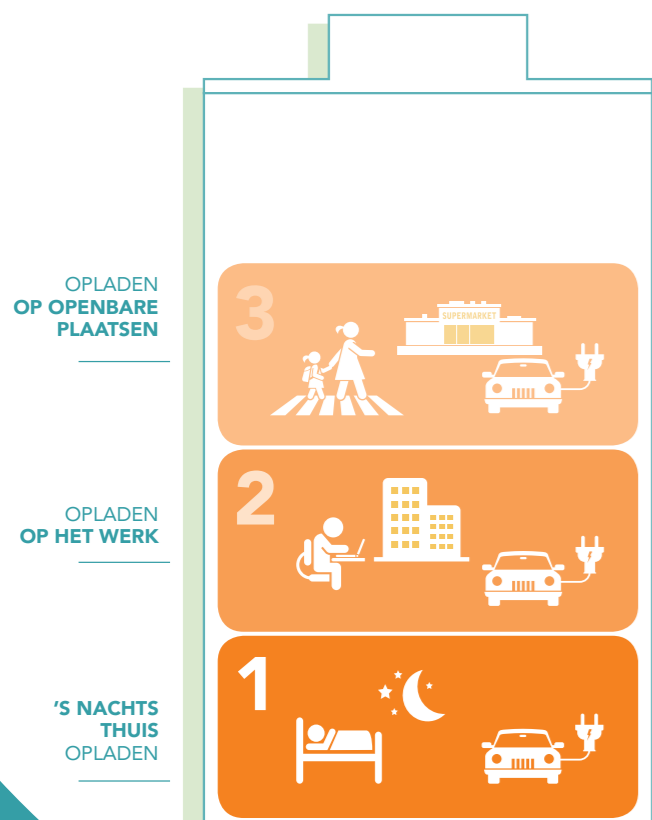 OPLADEN
OP OPENBARE
PLAATSEN
3
SUPERMARKET
OPLADEN
OP HET WERK
2
'S NACHTS
THUIS
OPLADEN
1